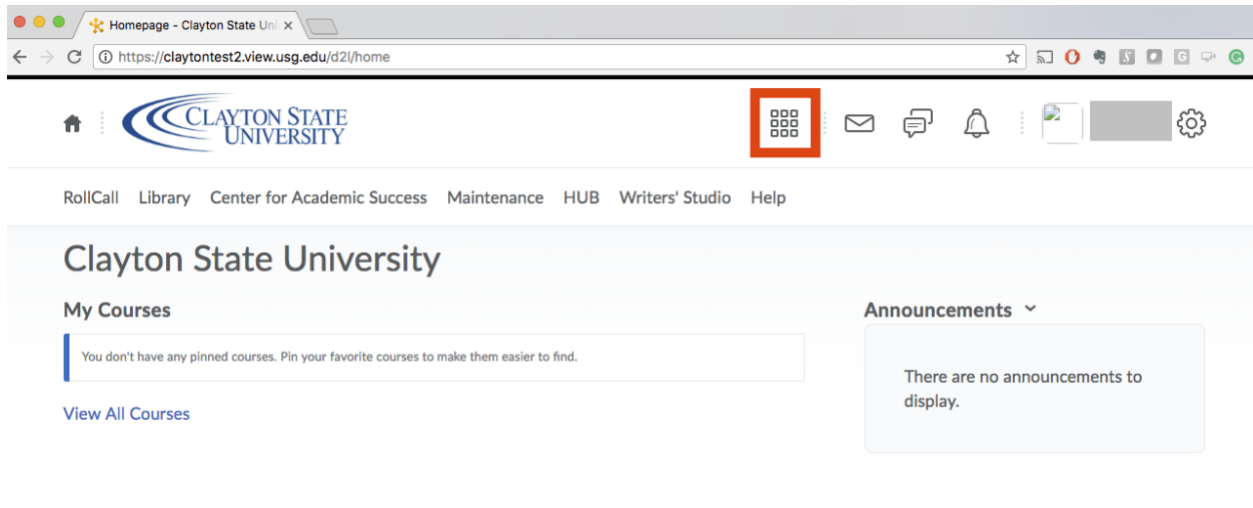 Homepage - Clayton State Uni
https://claytontest2.view.usg.edu/d2l/home
CLAYTON STATE
UNIVERSITY
RollCall Library Center for Academic Success Maintenance HUB Writers' Studio Help
Clayton State University
My Courses
You don't have any pinned courses. Pin your favorite courses to make them easier to find.
View All Courses
Announcements
There are no announcements to
display.